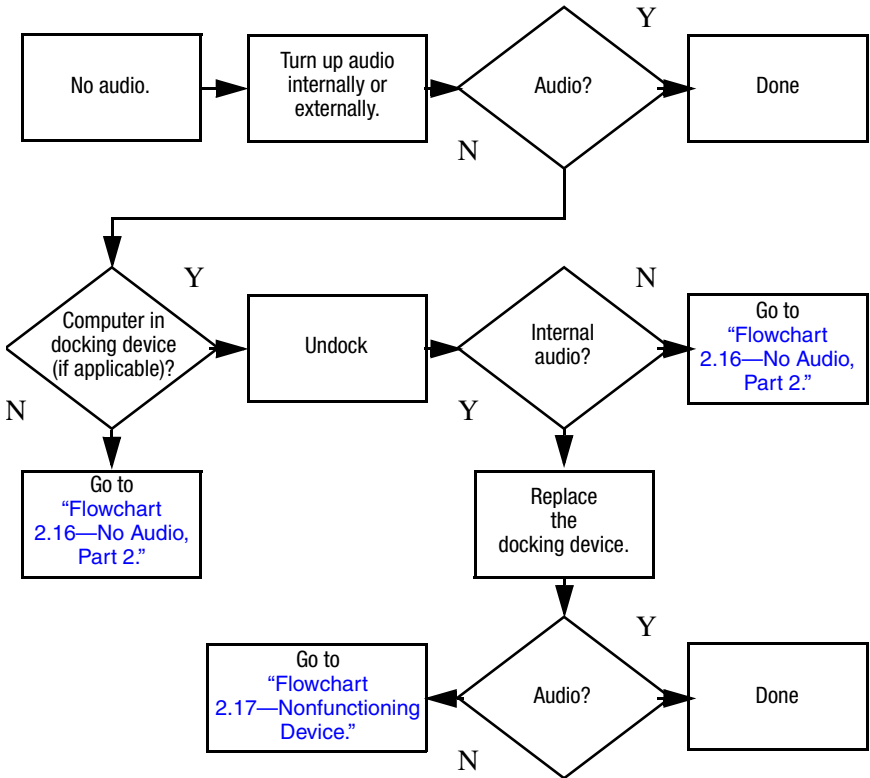 Y
No audio.
Turn up audio
internally or
externally.
Audio?
Done
N
Y
N
Computer in
docking device
(if applicable)?
Undock
Internal
audio?
Go to
“Flowchart
2.16—No Audio,
Part 2.”
N
Y
Go to
“Flowchart
2.16—No Audio,
Part 2.”
Replace
the
docking device.
Y
Go to
“Flowchart
2.17—Nonfunctioning
Device.”
Audio?
Done
N